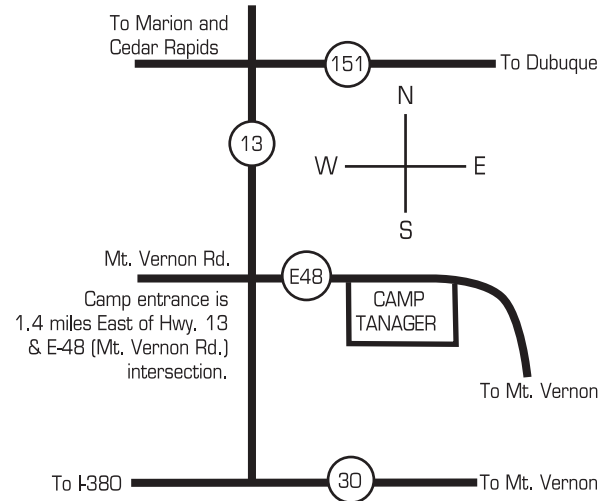 To Marion and
Cedar Rapids
151
To Dubuque
N
13
W
E
S
Mt. Vernon Rd.
E48
Camp entrance is
1.4 miles East of Hwy. 13
& E-48 (Mt. Vernon Rd.)
intersection.
CAMP
TANAGER
To Mt. Vernon
To I-380
30
To Mt. Vernon